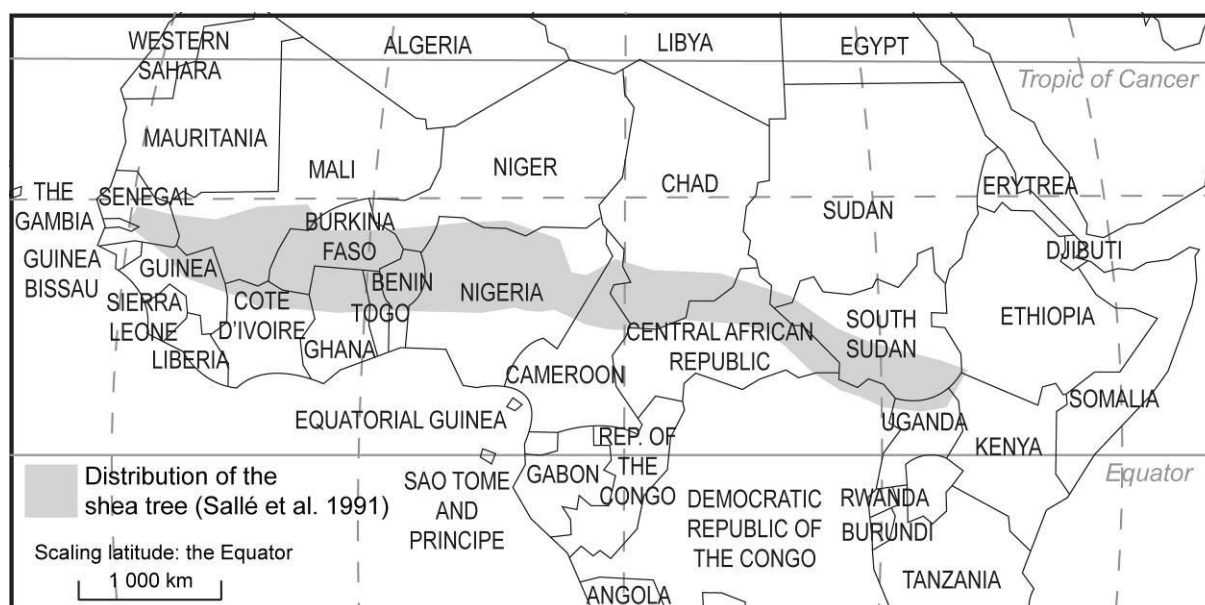 WESTERN
SAHARA
ALGERIA
LIBYA
EGYPT
Tropic of Cancer
MAURITANIA
MALI
NIGER
CHAD
SUDAN
ERYTREA
DJIBUTI
THE
GAMBIA
SENEGAL
BURKINA
FASO
GUINEA
BISSAU
GUINEA
BENIN
NIGERIA
SIERRA
LEONE
COTE
D'IVOIRE
TOGO
GHANA
LIBERIA
CENTRAL AFRICAN
REPUBLIC
SOUTH
SUDAN
ETHIOPIA
CAMEROON
SOMALIA
EQUATORIAL GUINEA
UGANDA
KENYA
REP. OF
THE
CONGO
GABON
Equator
SAO TOME
AND
PRINCIPE
DEMOCRATIC
REPUBLIC OF
THE CONGO
RWANDA
BURUNDI
TANZANIA
ANGOLA
Distribution of the
shea tree (Sallé et al. 1991)
Scaling latitude: the Equator
1 000 km